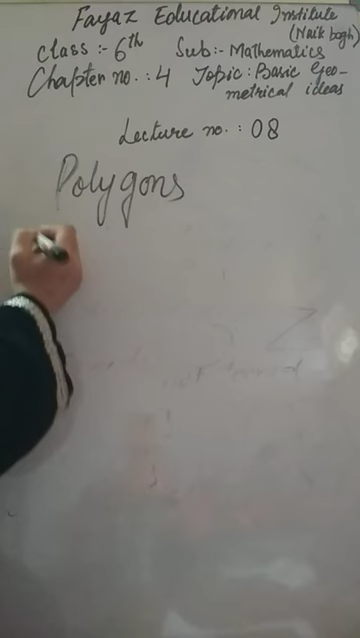 Fayaz Educational Institute
(Naik bagh)
Class :- 6th Sub:- Mathematics
Chapter no. : 4 Topic : Basic Geo-
metrical ideas
Lecture no. : 08
Polygons